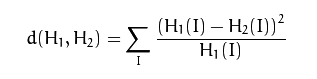 d(H₁,H₂) = ∑_I (H₁(I) − H₂(I))² / H₁(I)